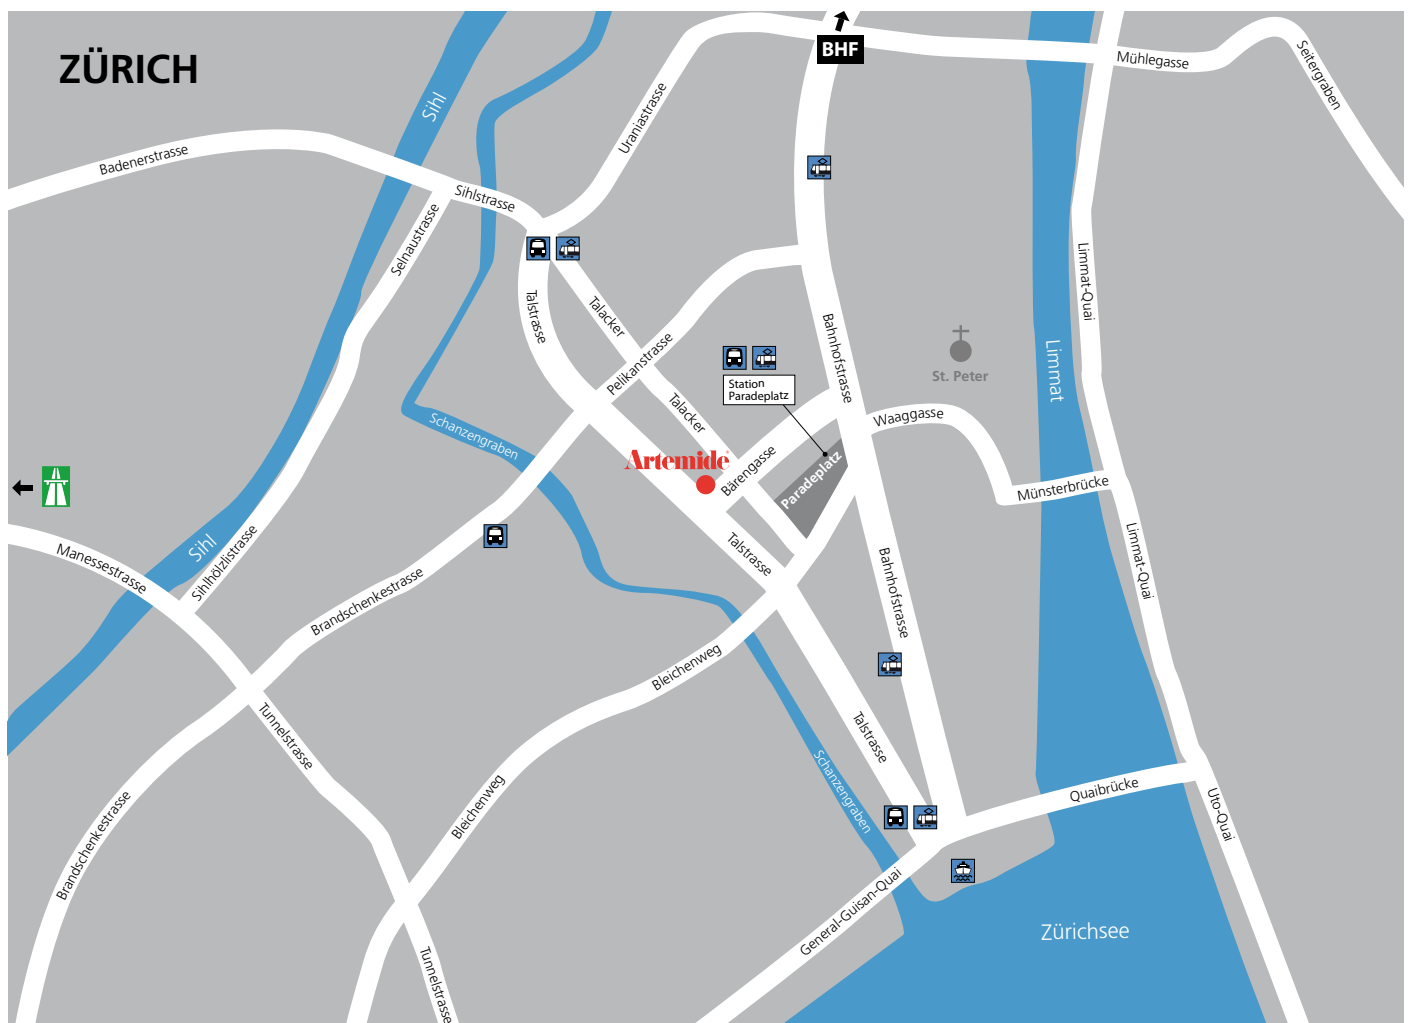 ZÜRICH
BHF
Mühlegasse
Seitergraben
Sihl
Uraniastrasse
Badenerstrasse
Sihlstrasse
Selnaustrasse
Limmat-Quai
Talstrasse
Talacker
Bahnhofstrasse
Pelikanstrasse
Limmat
St. Peter
Station
Paradeplatz
Talacker
Waaggasse
Schanzengraben
Artemide
Bärengasse
Paradeplatz
Münsterbrücke
Sihl
Sihlhölzlistrasse
Manessestrasse
Talstrasse
Limmat-Quai
Brandschenkestrasse
Bahnhofstrasse
Bleichenweg
Tunnelstrasse
Talstrasse
Schanzengraben
Quaibrücke
Uto-Quai
Bleichenweg
Brandschenkestrasse
General-Guisan-Quai
Zürichsee
Tunnelstrasse